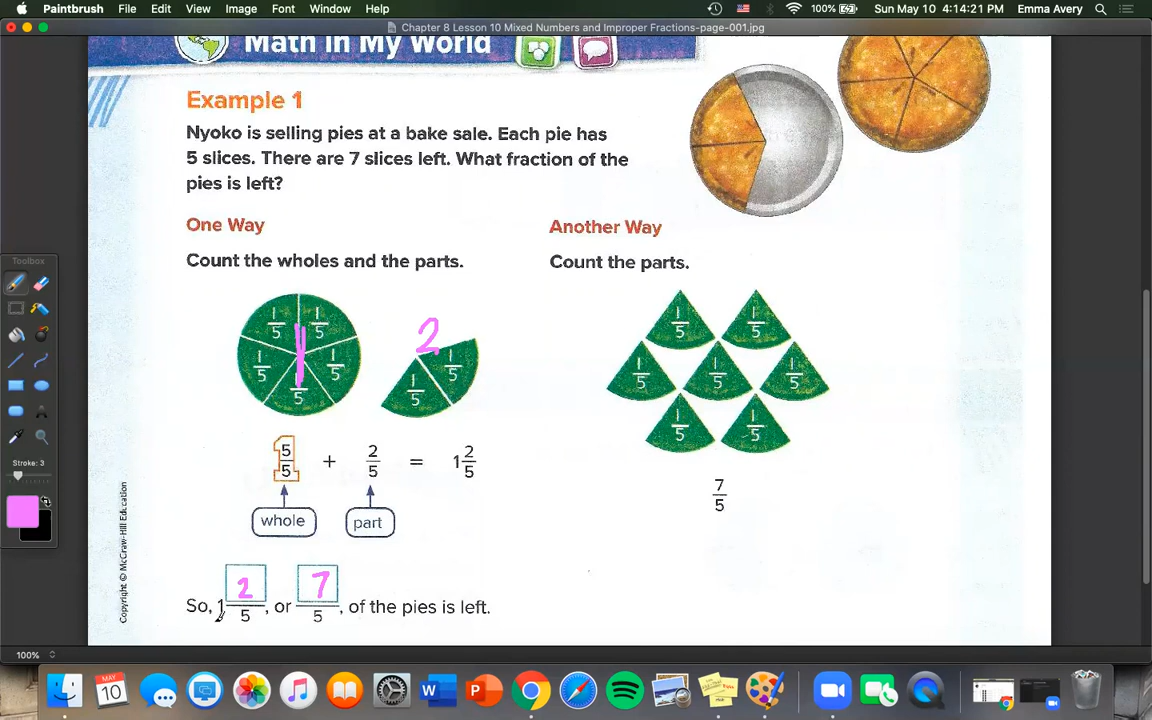 Paintbrush File Edit View Image Font Window Help 100% Sun May 10 4:14:21 PM Emma Avery
Chapter 8 Lesson 10 Mixed Numbers and Improper Fractions-page-001.jpg
Math in My World
Example 1
Nyoko is selling pies at a bake sale. Each pie has
5 slices. There are 7 slices left. What fraction of the
pies is left?
One Way
Another Way
Count the wholes and the parts.
Count the parts.
1/5 1/5 1/5 1/5 1/5 1
2 1/5 1/5
1/5 1/5
1/5 1/5 1/5
1/5 1/5
1 5/5 + 2/5 = 1 2/5
7/5
whole
part
So, 1 2/5, or 7/5, of the pies is left.
Copyright © McGraw-Hill Education
Toolbox
Stroke: 3
100%
MAY
10
W
P